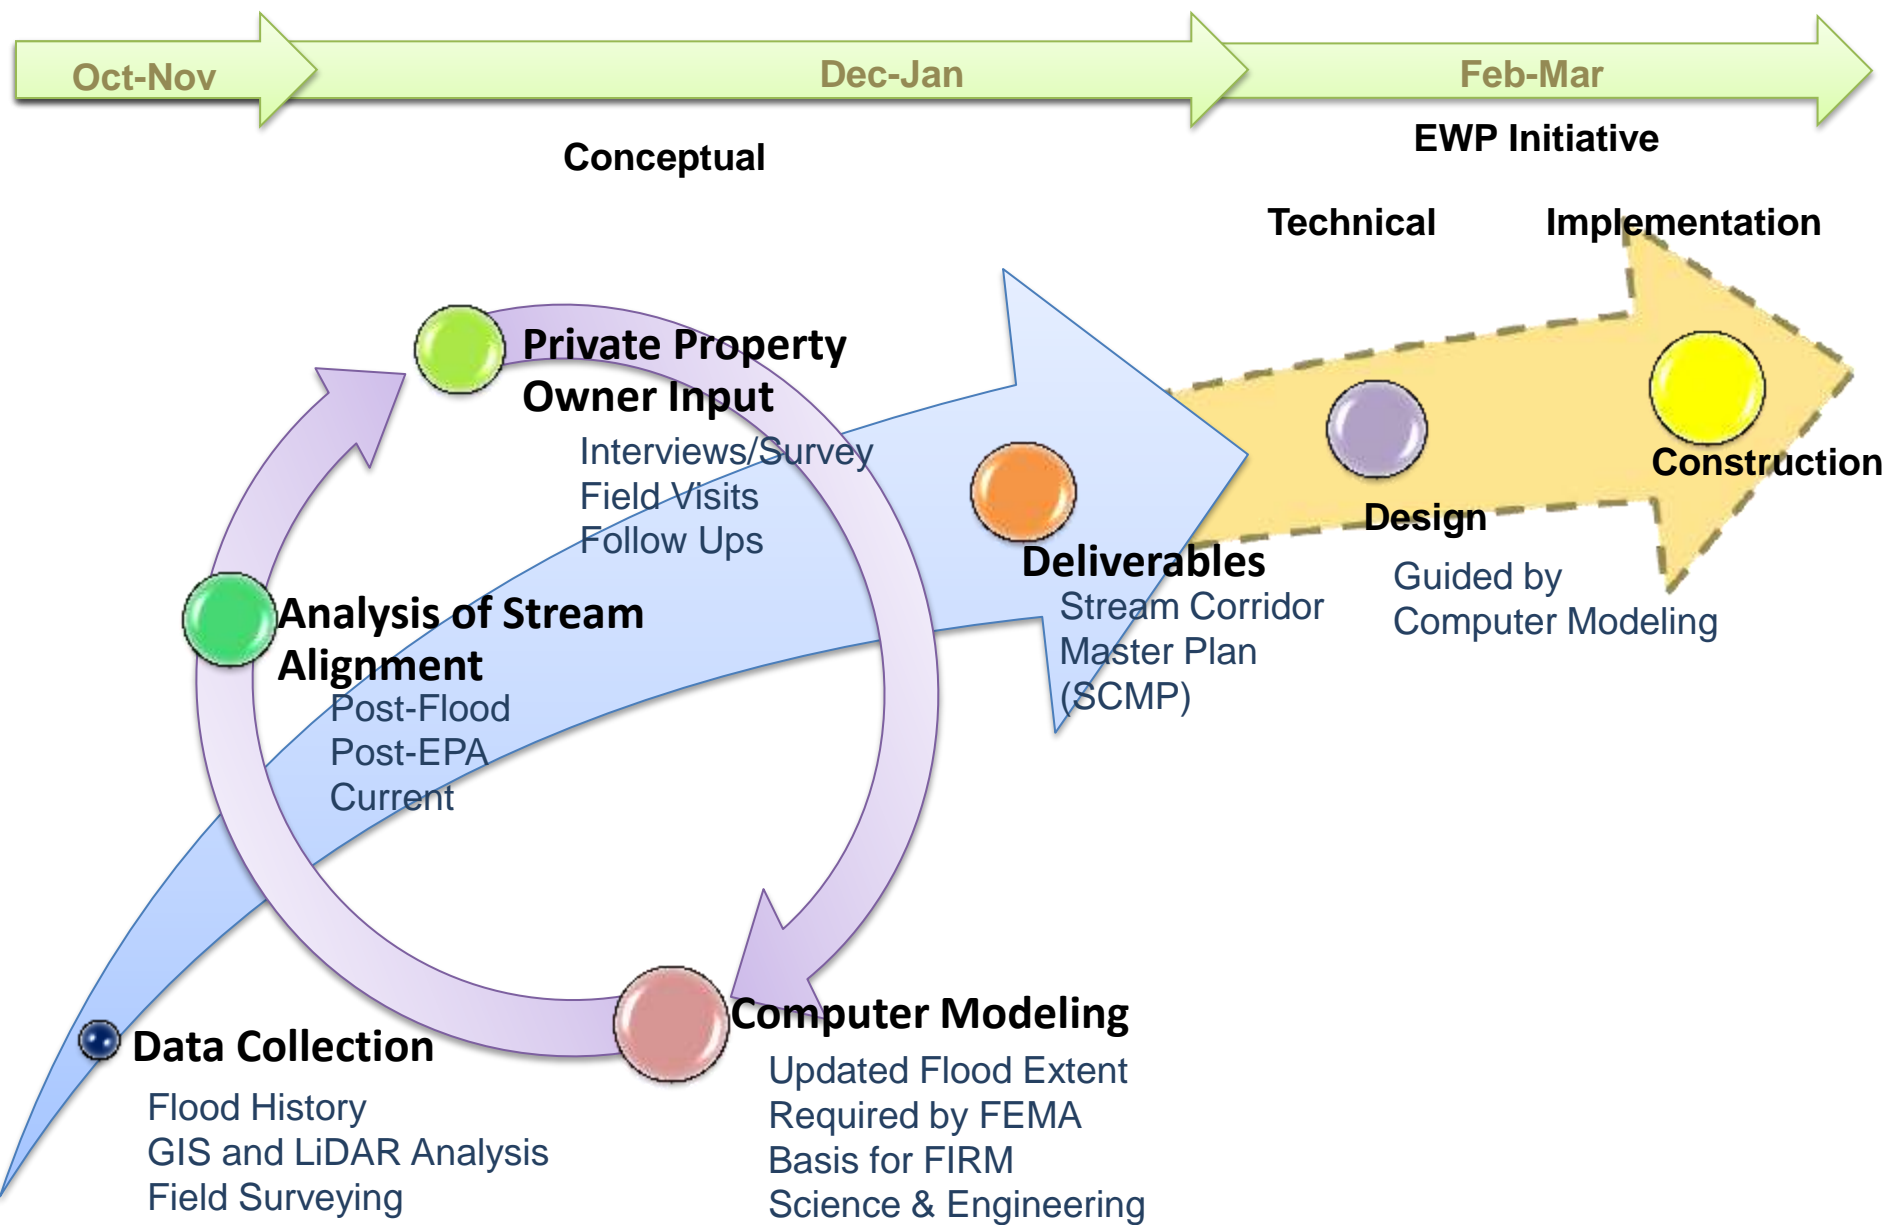 Oct-Nov
Dec-Jan
Feb-Mar
Conceptual
EWP Initiative
Technical
Implementation
Private Property
Owner Input
Interviews/Survey
Field Visits
Follow Ups
Analysis of Stream
Alignment
Post-Flood
Post-EPA
Current
Data Collection
Flood History
GIS and LiDAR Analysis
Field Surveying
Computer Modeling
Updated Flood Extent
Required by FEMA
Basis for FIRM
Science & Engineering
Deliverables
Stream Corridor
Master Plan
(SCMP)
Design
Guided by
Computer Modeling
Construction